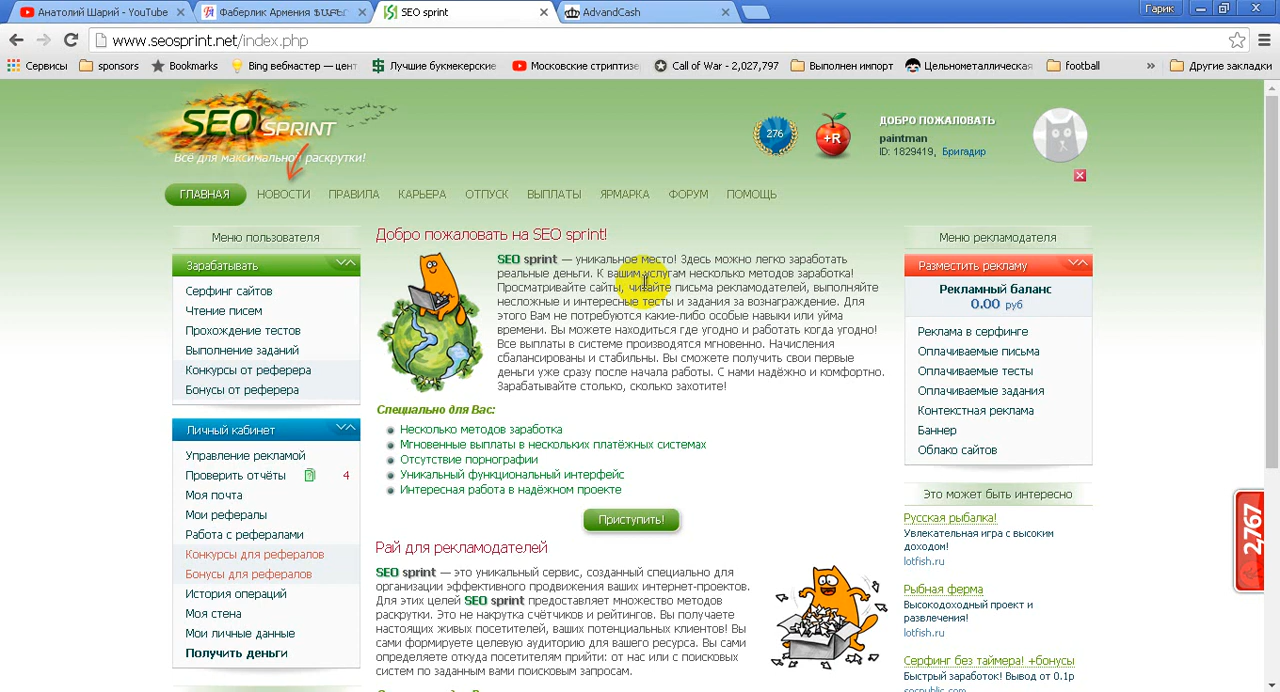 Анатолий Шарий - YouTube
Фаберлик Армения
SEO sprint
AdvandCash
Гарик
www.seosprint.net/index.php
Сервисы
sponsors
Bookmarks
Bing вебмастер — цент
Лучшие букмекерские
Московские стриптизе
Call of War - 2,027,797
Выполнен импорт
Цельнометаллическая
football
»
Другие закладки
SEO SPRINT
Всё для максимальной раскрутки!
276
+R
ДОБРО ПОЖАЛОВАТЬ
paintman
ID: 1829419, Бригадир
ГЛАВНАЯ НОВОСТИ ПРАВИЛА КАРЬЕРА ОТПУСК ВЫПЛАТЫ ЯРМАРКА ФОРУМ ПОМОЩЬ
Меню пользователя
Зарабатывать
Серфинг сайтов
Чтение писем
Прохождение тестов
Выполнение заданий
Конкурсы от реферера
Бонусы от реферера
Личный кабинет
Управление рекламой
Проверить отчёты 4
Моя почта
Мои рефералы
Работа с рефералами
Конкурсы для рефералов
Бонусы для рефералов
История операций
Моя стена
Мои личные данные
Получить деньги
Добро пожаловать на SEO sprint!
SEO sprint — уникальное место! Здесь можно легко заработать
реальные деньги. К вашим услугам несколько методов заработка!
Просматривайте сайты, читайте письма рекламодателей, выполняйте
несложные и интересные тесты и задания за вознаграждение. Для
этого Вам не потребуются какие-либо особые навыки или уйма
времени. Вы можете находиться где угодно и работать когда угодно!
Все выплаты в системе производятся мгновенно. Начисления
сбалансированы и стабильны. Вы сможете получить свои первые
деньги уже сразу после начала работы. С нами надёжно и комфортно.
Зарабатывайте столько, сколько захотите!
Специально для Вас:
Несколько методов заработка
Мгновенные выплаты в нескольких платёжных системах
Отсутствие порнографии
Уникальный функциональный интерфейс
Интересная работа в надёжном проекте
Приступить!
Рай для рекламодателей
SEO sprint — это уникальный сервис, созданный специально для
организации эффективного продвижения ваших интернет-проектов.
Для этих целей SEO sprint предоставляет множество методов
раскрутки. Это не накрутка счётчиков и рейтингов. Вы получаете
настоящих живых посетителей, ваших потенциальных клиентов! Вы
сами формируете целевую аудиторию для вашего ресурса. Вы сами
определяете откуда посетителям прийти: от нас или с поисковых
систем по заданным вами поисковым запросам.
Меню рекламодателя
Разместить рекламу
Рекламный баланс
0.00 руб
Реклама в серфинге
Оплачиваемые письма
Оплачиваемые тесты
Оплачиваемые задания
Контекстная реклама
Баннер
Облако сайтов
Это может быть интересно
Русская рыбалка!
Увлекательная игра с высоким
доходом!
lotfish.ru
Рыбная ферма
Высокодоходный проект и
развлечения!
lotfish.ru
Серфинг без таймера! +бонусы
Быстрый заработок! Вывод от 0.1р
socpublic.com
2,767